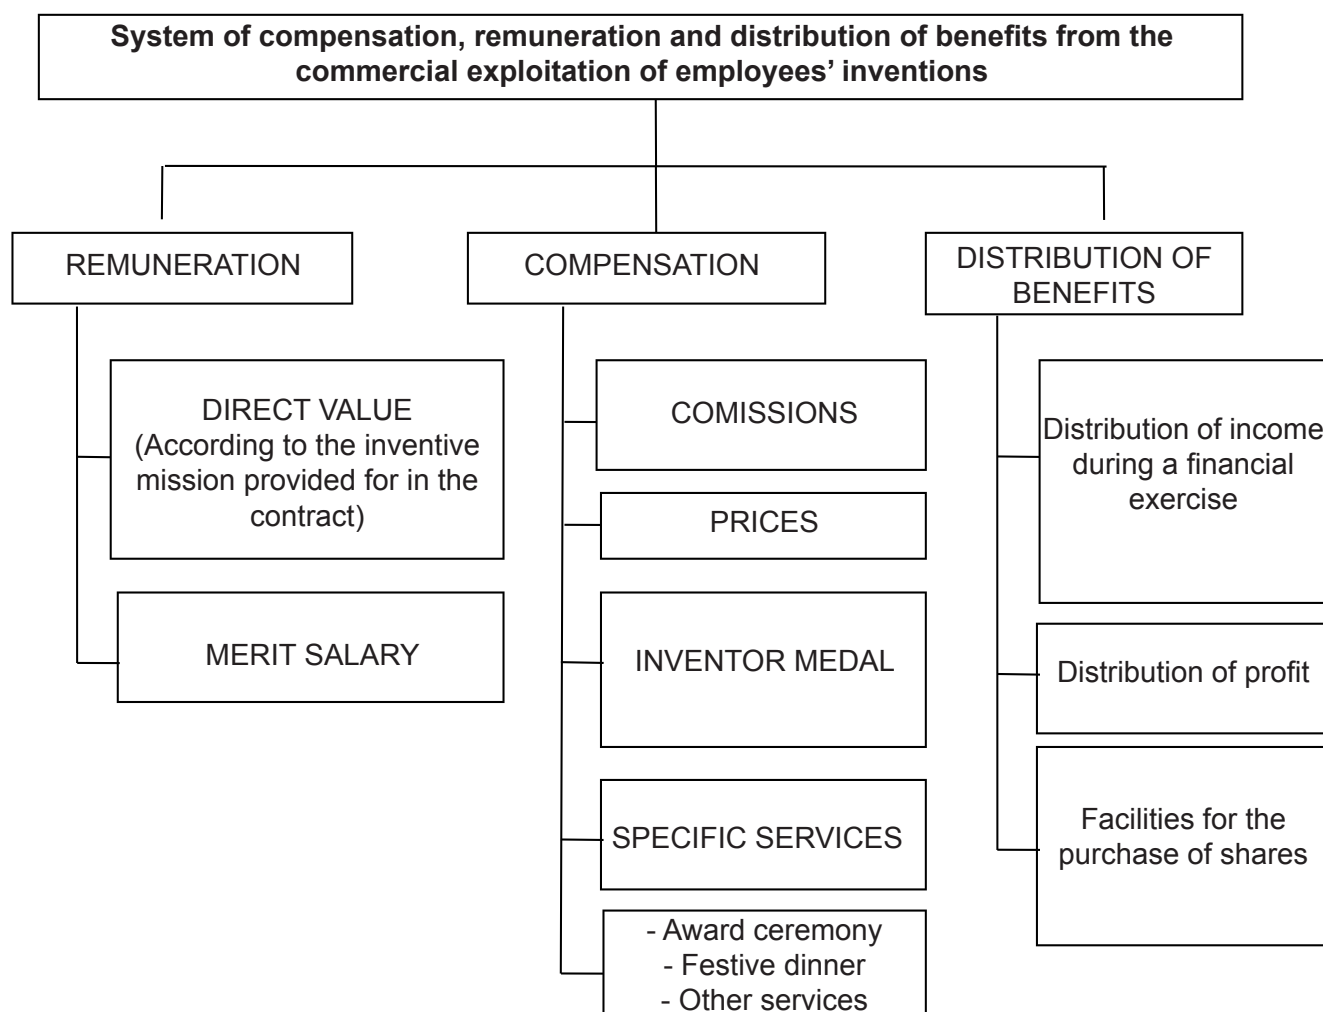 System of compensation, remuneration and distribution of benefits from the
commercial exploitation of employees’ inventions
REMUNERATION
DIRECT VALUE
(According to the inventive
mission provided for in the
contract)
MERIT SALARY
COMPENSATION
COMISSIONS
PRICES
INVENTOR MEDAL
SPECIFIC SERVICES
- Award ceremony
- Festive dinner
- Other services
DISTRIBUTION OF
BENEFITS
Distribution of income
during a financial
exercise
Distribution of profit
Facilities for the
purchase of shares